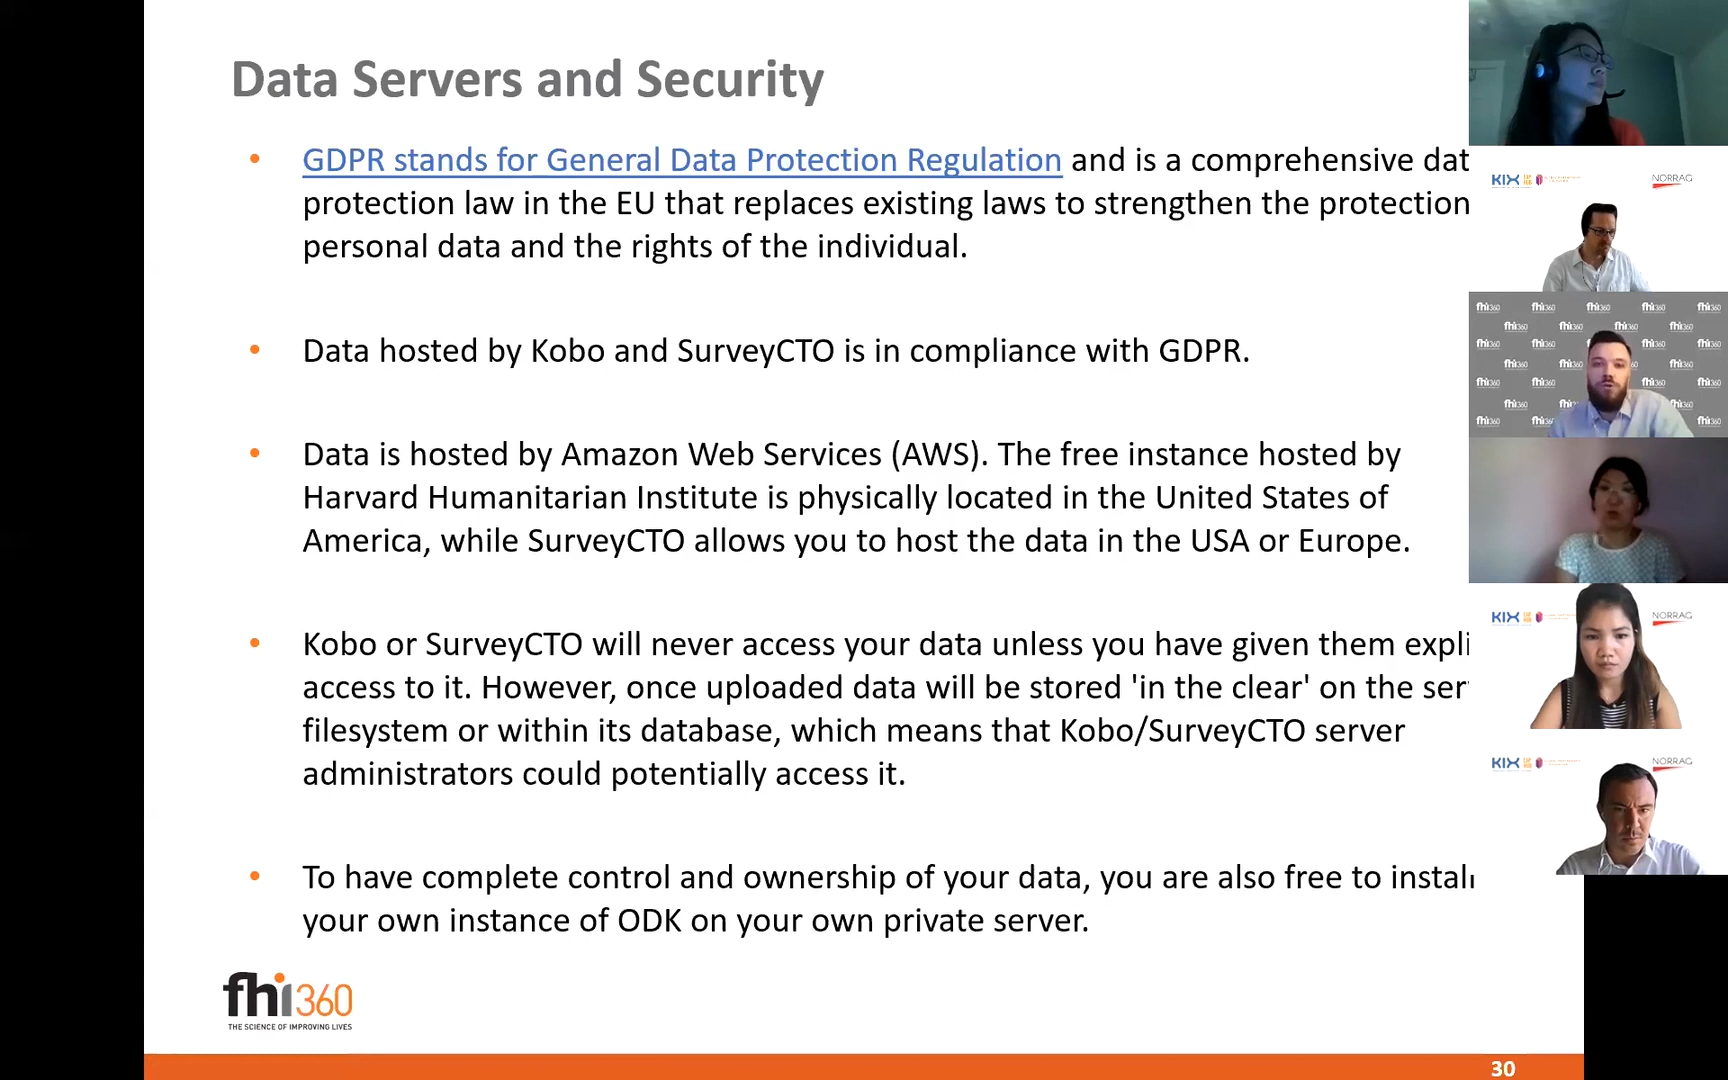 Data Servers and Security
• GDPR stands for General Data Protection Regulation and is a comprehensive dat
protection law in the EU that replaces existing laws to strengthen the protection
personal data and the rights of the individual.
• Data hosted by Kobo and SurveyCTO is in compliance with GDPR.
• Data is hosted by Amazon Web Services (AWS). The free instance hosted by
Harvard Humanitarian Institute is physically located in the United States of
America, while SurveyCTO allows you to host the data in the USA or Europe.
• Kobo or SurveyCTO will never access your data unless you have given them expli
access to it. However, once uploaded data will be stored 'in the clear' on the ser
filesystem or within its database, which means that Kobo/SurveyCTO server
administrators could potentially access it.
• To have complete control and ownership of your data, you are also free to install
your own instance of ODK on your own private server.
fhi360
THE SCIENCE OF IMPROVING LIVES
30
KIX
NORRAG
fhi360
KIX
NORRAG
KIX
NORRAG